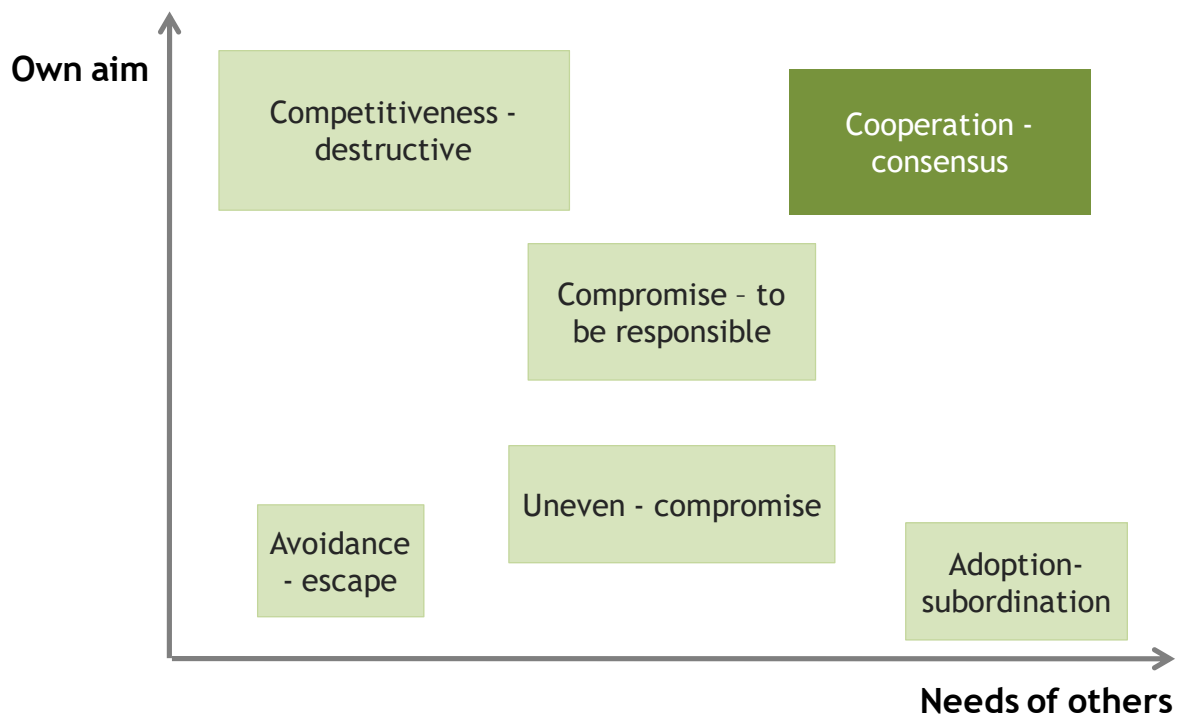 Own aim
Competitiveness -
destructive
Cooperation -
consensus
Compromise – to
be responsible
Uneven - compromise
Avoidance
- escape
Adoption-
subordination
Needs of others